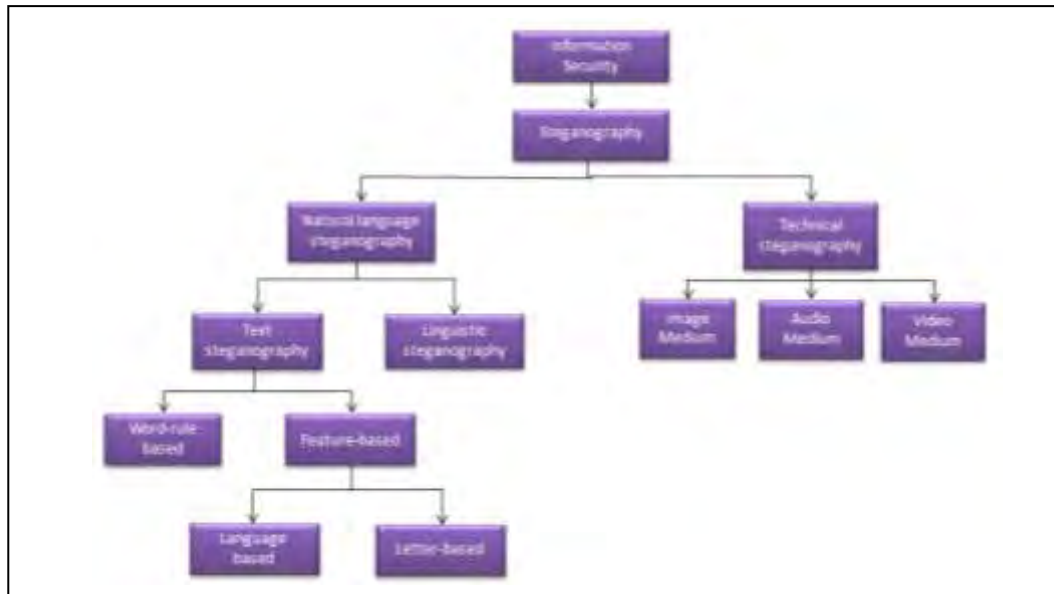 Information
Security
Steganography
Natural language
steganography
Technical
steganography
Image
Medium
Audio
Medium
Video
Medium
Text
steganography
Linguistic
steganography
Word-rule
based
Feature-based
Language
based
Letter-based